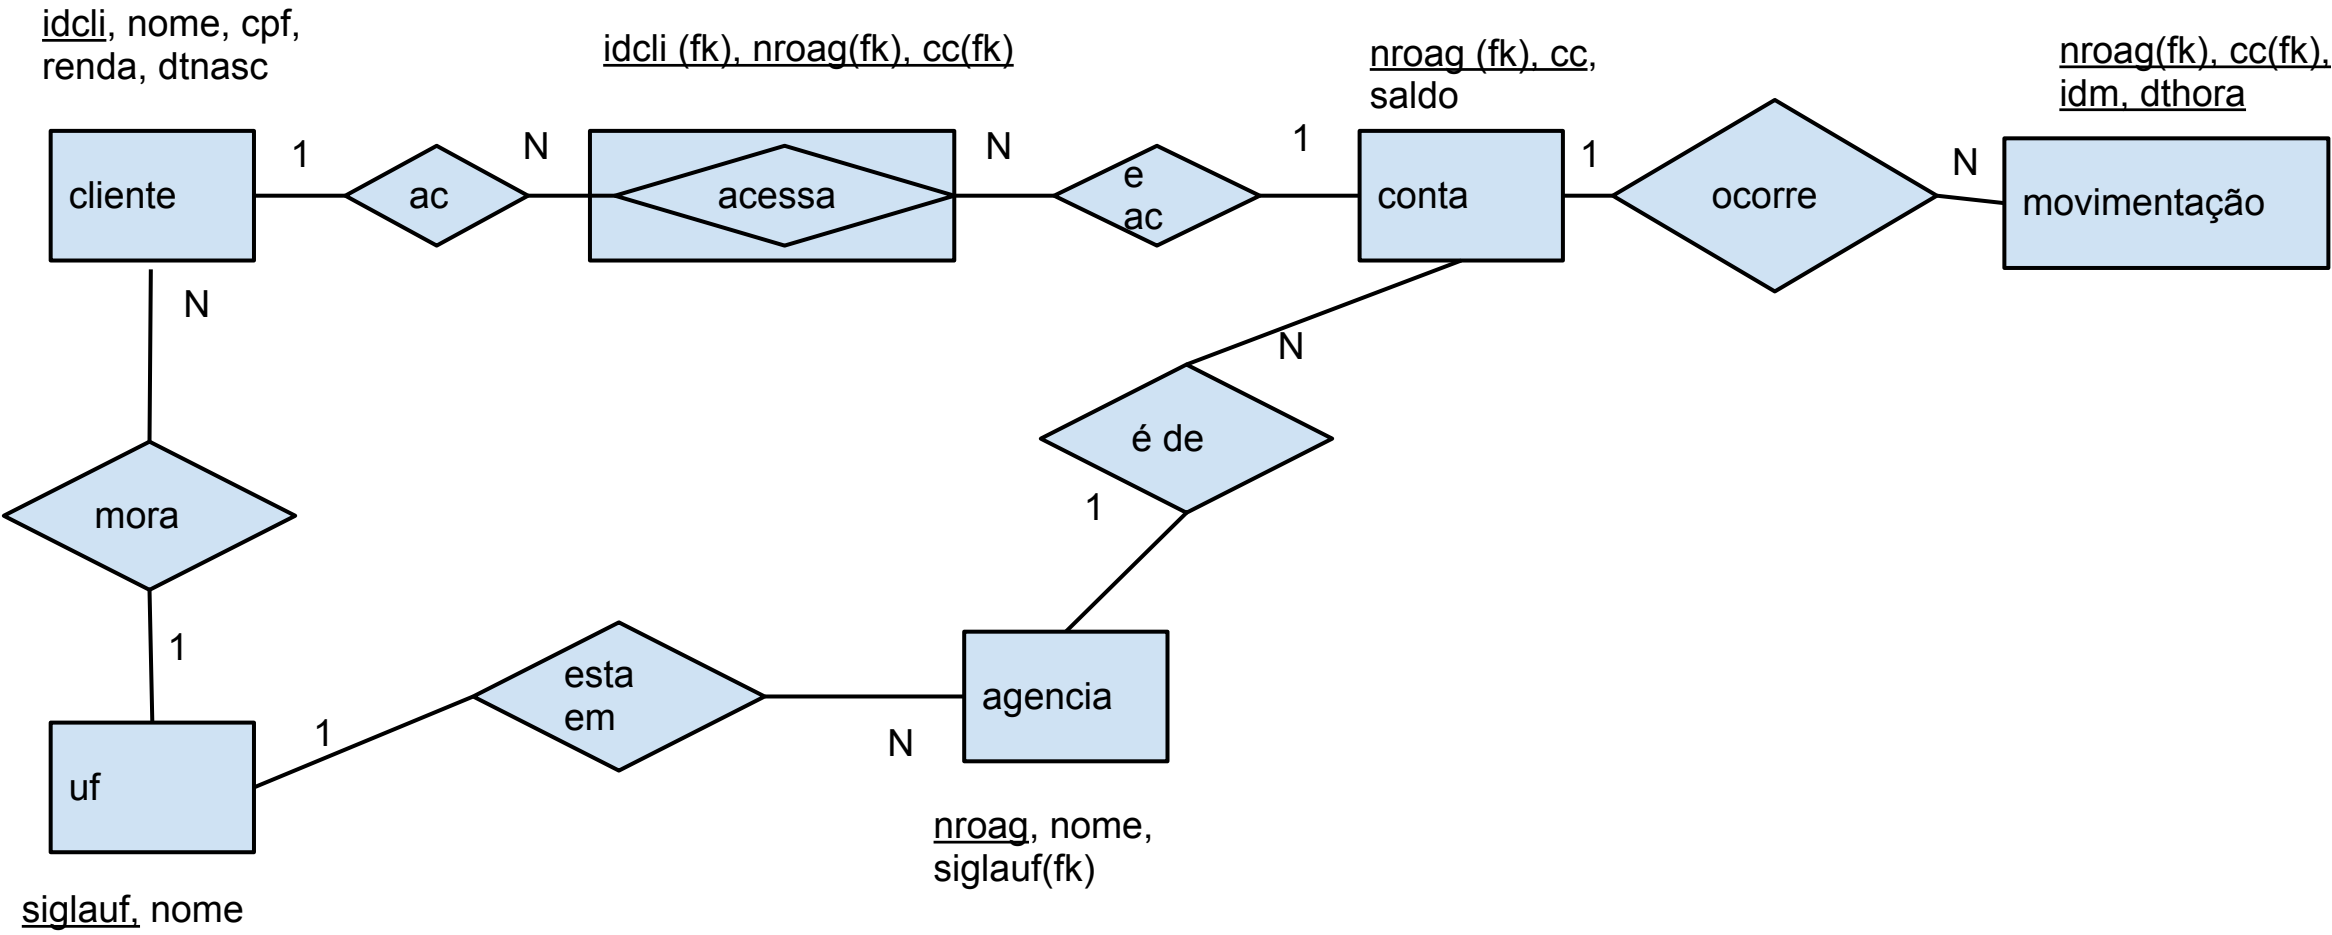 idcli, nome, cpf,
renda, dtnasc
idcli (fk), nroag(fk), cc(fk)
nroag (fk), cc,
saldo
nroag(fk), cc(fk),
idm, dthora
cliente
1
ac
N
acessa
N
e
ac
1
conta
1
ocorre
N
movimentação
N
N
é de
1
mora
1
esta
em
1
N
agencia
uf
nroag, nome,
siglauf(fk)
siglauf, nome